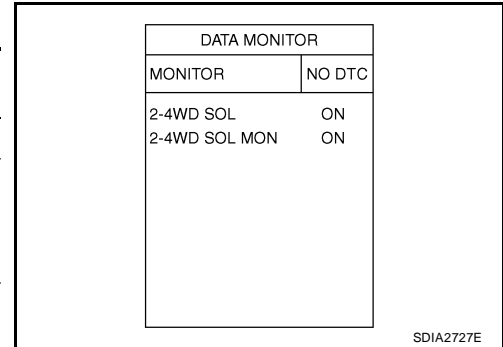 DATA MONITOR
MONITOR NO DTC
2-4WD SOL ON
2-4WD SOL MON ON
SDIA2727E